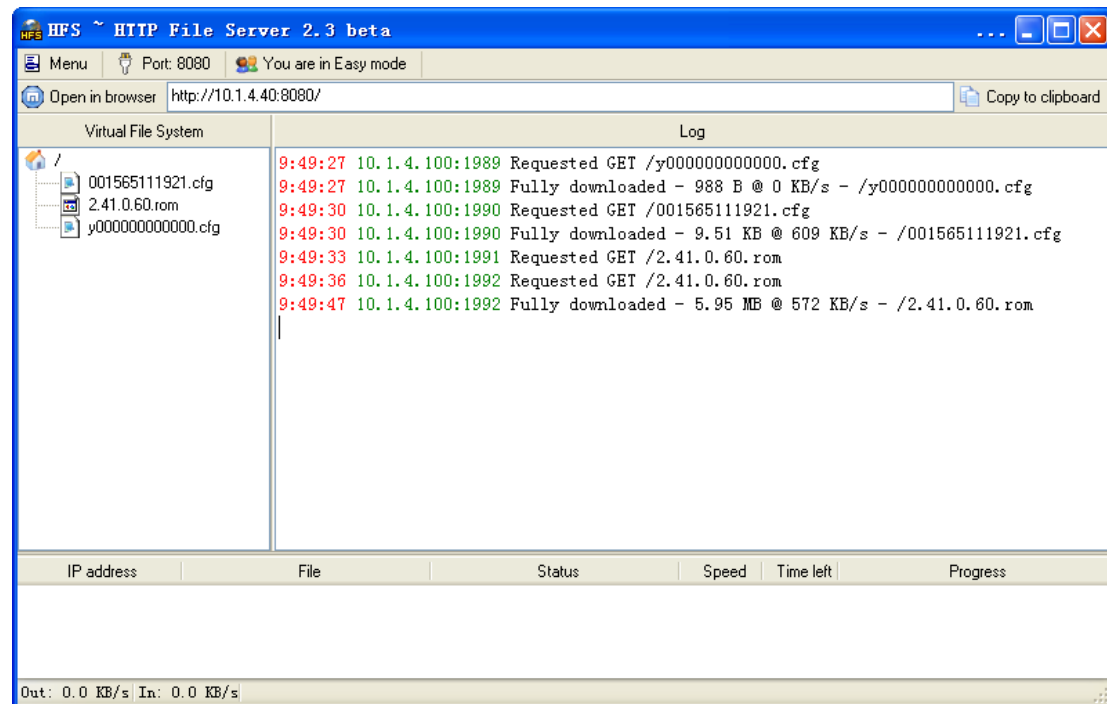 HFS ~ HTTP File Server 2.3 beta ...
Menu Port: 8080 You are in Easy mode
Open in browser http://10.1.4.40:8080/ Copy to clipboard
Virtual File System Log
/
001565111921.cfg
2.41.0.60.rom
y000000000000.cfg
9:49:27 10.1.4.100:1989 Requested GET /y000000000000.cfg
9:49:27 10.1.4.100:1989 Fully downloaded - 988 B @ 0 KB/s - /y000000000000.cfg
9:49:30 10.1.4.100:1990 Requested GET /001565111921.cfg
9:49:30 10.1.4.100:1990 Fully downloaded - 9.51 KB @ 609 KB/s - /001565111921.cfg
9:49:33 10.1.4.100:1991 Requested GET /2.41.0.60.rom
9:49:36 10.1.4.100:1992 Requested GET /2.41.0.60.rom
9:49:47 10.1.4.100:1992 Fully downloaded - 5.95 MB @ 572 KB/s - /2.41.0.60.rom
IP address File Status Speed Time left Progress
Out: 0.0 KB/s In: 0.0 KB/s